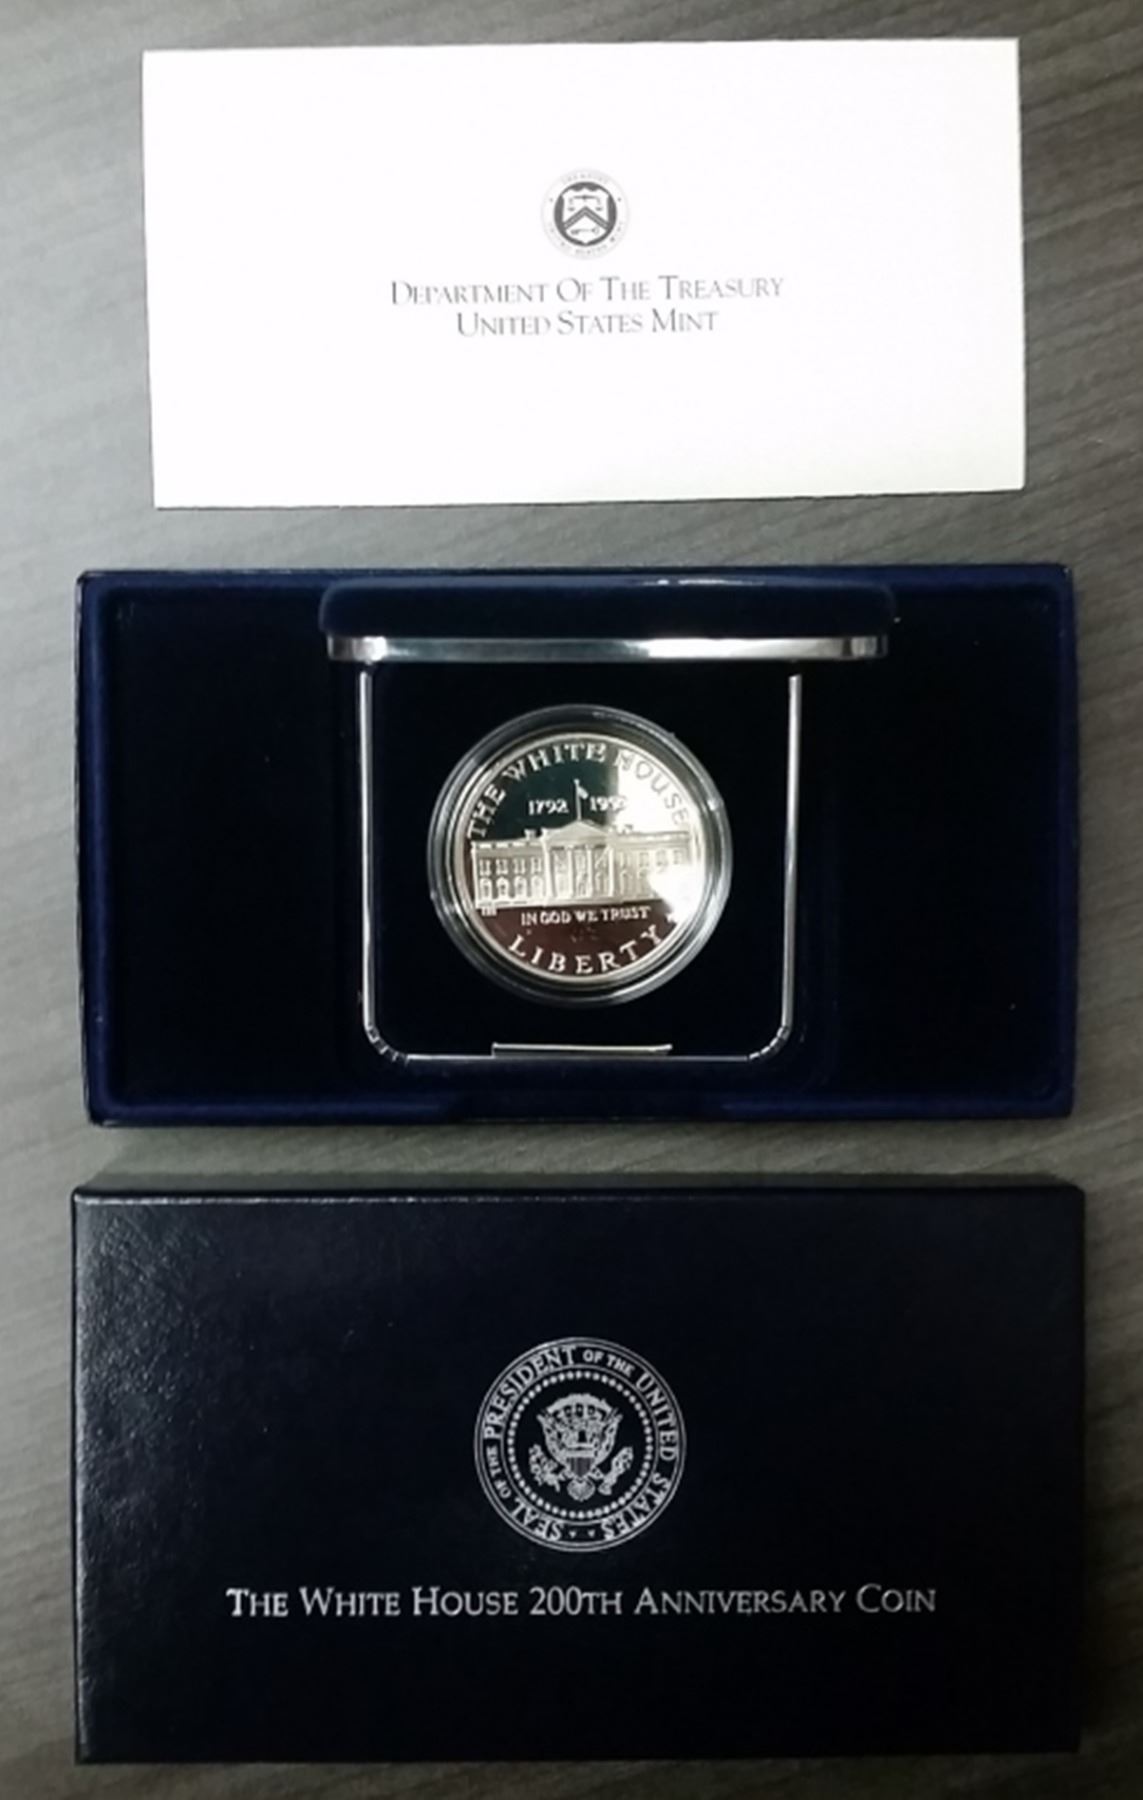 DEPARTMENT OF THE TREASURY
UNITED STATES MINT
THE WHITE HOUSE
1792 1992
IN GOD WE TRUST
LIBERTY
SEAL OF THE PRESIDENT OF THE UNITED STATES
THE WHITE HOUSE 200TH ANNIVERSARY COIN